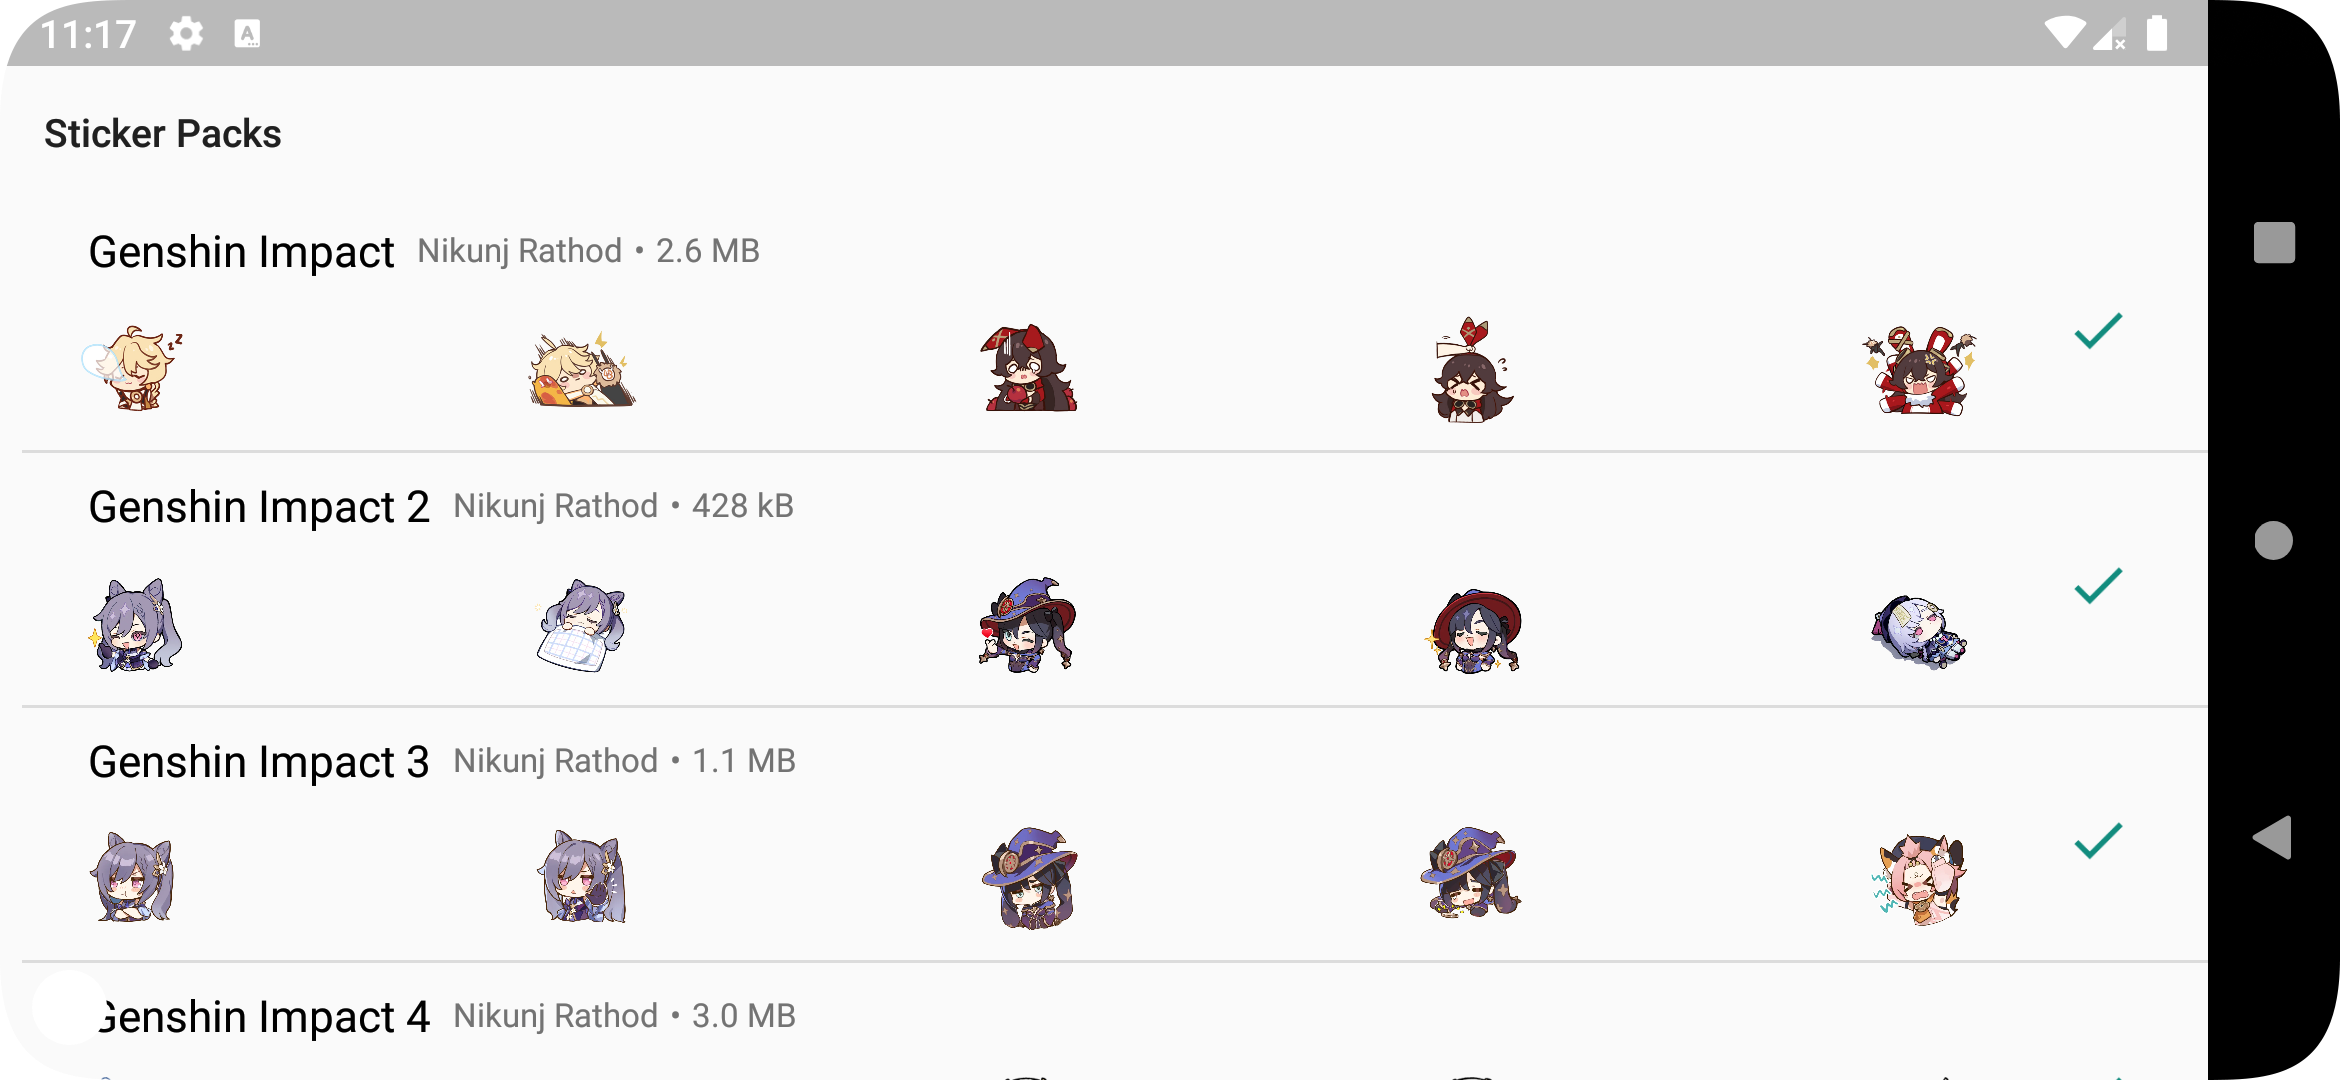 11:17
Sticker Packs
Genshin Impact Nikunj Rathod • 2.6 MB
Genshin Impact 2 Nikunj Rathod • 428 kB
Genshin Impact 3 Nikunj Rathod • 1.1 MB
Genshin Impact 4 Nikunj Rathod • 3.0 MB